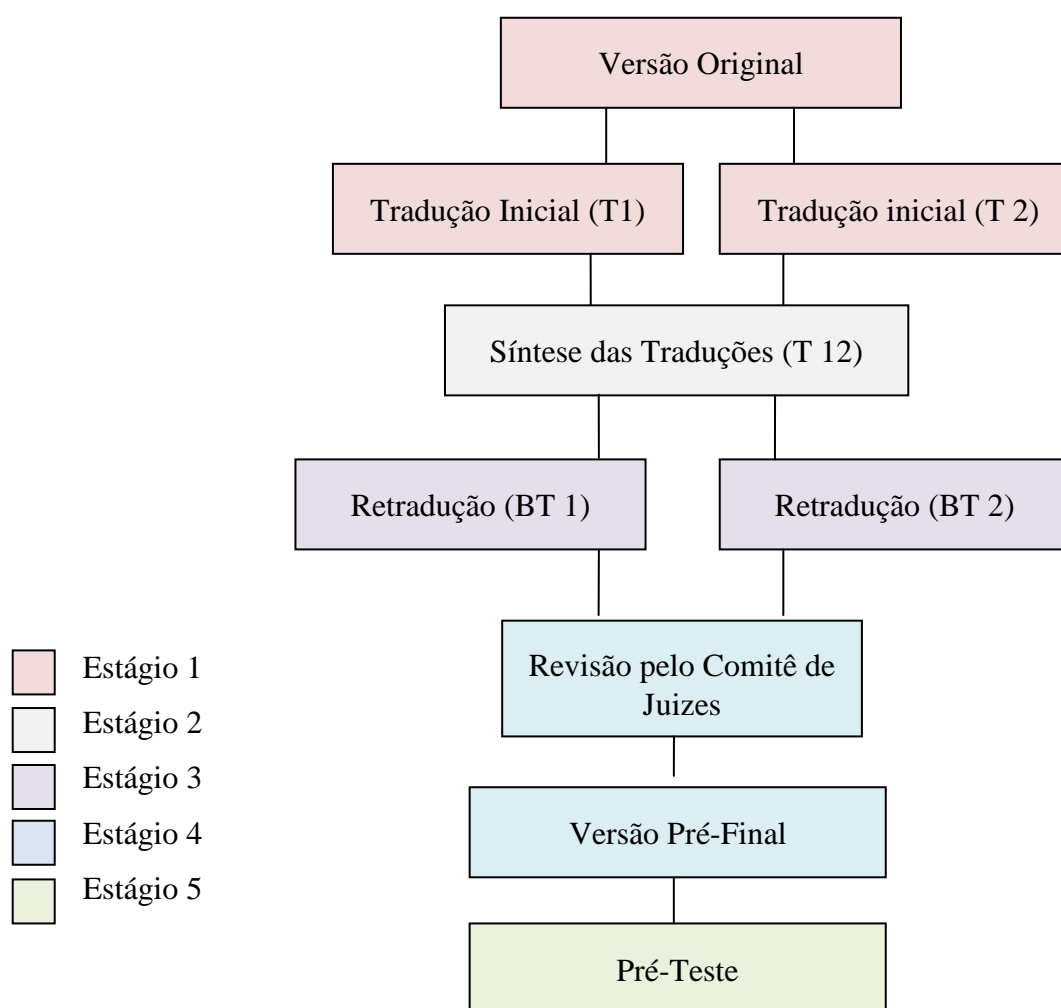 Versão Original
Tradução Inicial (T1)
Tradução inicial (T 2)
Síntese das Traduções (T 12)
Retradução (BT 1)
Retradução (BT 2)
Revisão pelo Comitê de
Juizes
Versão Pré-Final
Pré-Teste
Estágio 1
Estágio 2
Estágio 3
Estágio 4
Estágio 5